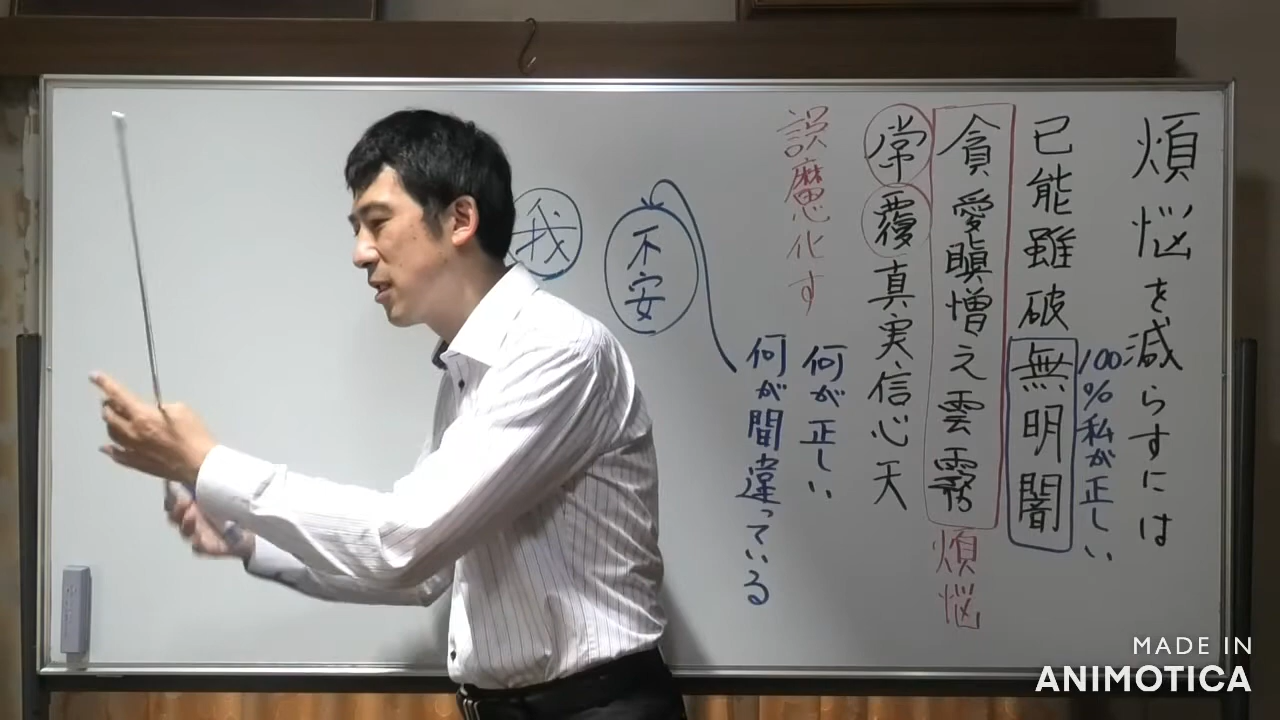 煩悩を減らすには
100%私が正しい
已能雖破無明闇
貪愛瞋憎之雲霧
煩悩
常覆真実信心天
何が正しい
誤魔化す
何が間違っている
不安
我
MADE IN
ANIMOTICA